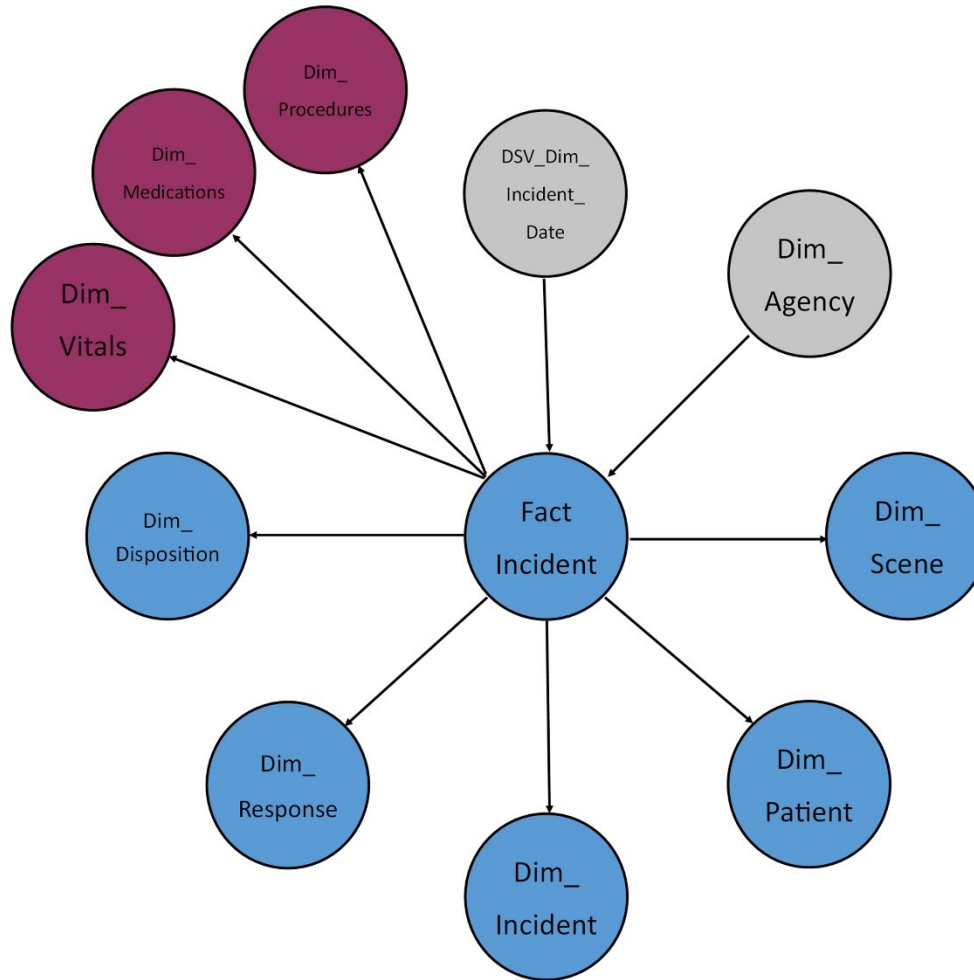 Dim_
Procedures
Dim_
Medications
Dim_
Vitals
DSV_Dim_
Incident_
Date
Dim_
Agency
Fact
Incident
Dim_
Disposition
Dim_
Scene
Dim_
Response
Dim_
Patient
Dim_
Incident